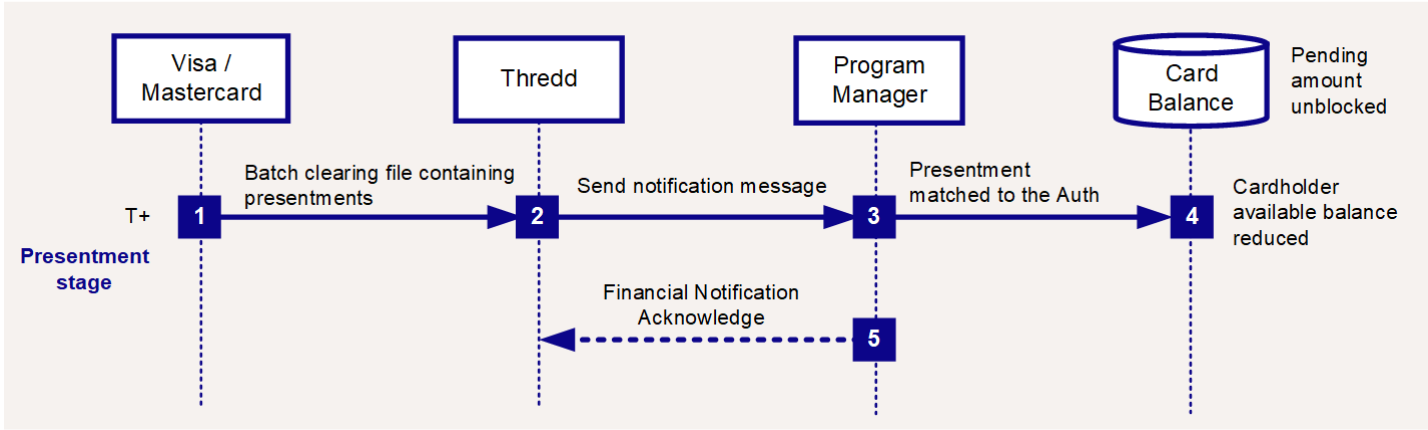 Visa /
Mastercard
Thredd
Program
Manager
Card
Balance
Pending
amount
unblocked
Batch clearing file containing
presentments
Send notification message
Presentment
matched to the Auth
Cardholder
available balance
reduced
T+
1
2
3
4
Presentment
stage
Financial Notification
Acknowledge
5